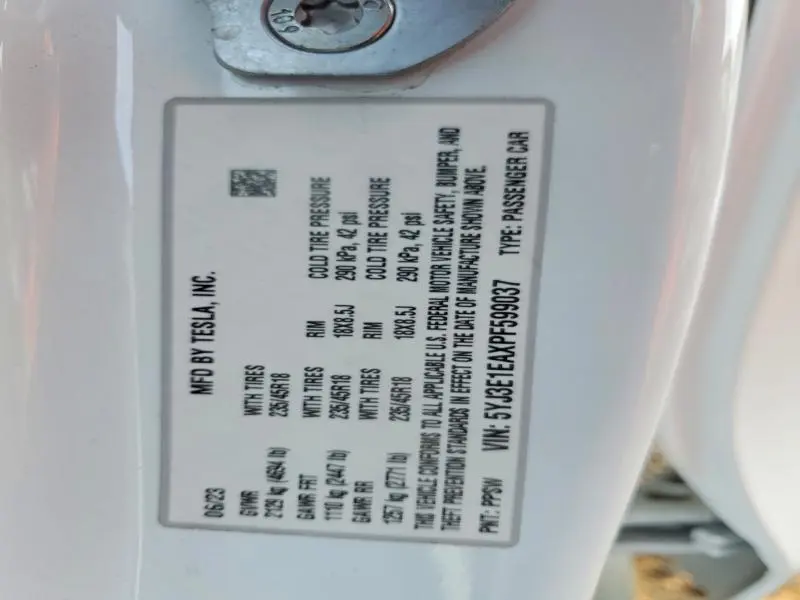 10.9
MFD BY TESLA, INC.
06/23
GVWR WITH TIRES RIM COLD TIRE PRESSURE
2129 kg (4694 lb) 235/45R18 18X8.5J 290 kPa, 42 psi
GAWR FRT WITH TIRES RIM COLD TIRE PRESSURE
1110 kg (2447 lb) 235/45R18 18X8.5J 290 kPa, 42 psi
GAWR RR WITH TIRES
1257 kg (2771 lb) 235/45R18
THIS VEHICLE CONFORMS TO ALL APPLICABLE U.S. FEDERAL MOTOR VEHICLE SAFETY, BUMPER, AND
THEFT PREVENTION STANDARDS IN EFFECT ON THE DATE OF MANUFACTURE SHOWN ABOVE.
PNT: PPSW VIN: 5YJ3E1EAXPF599037 TYPE: PASSENGER CAR